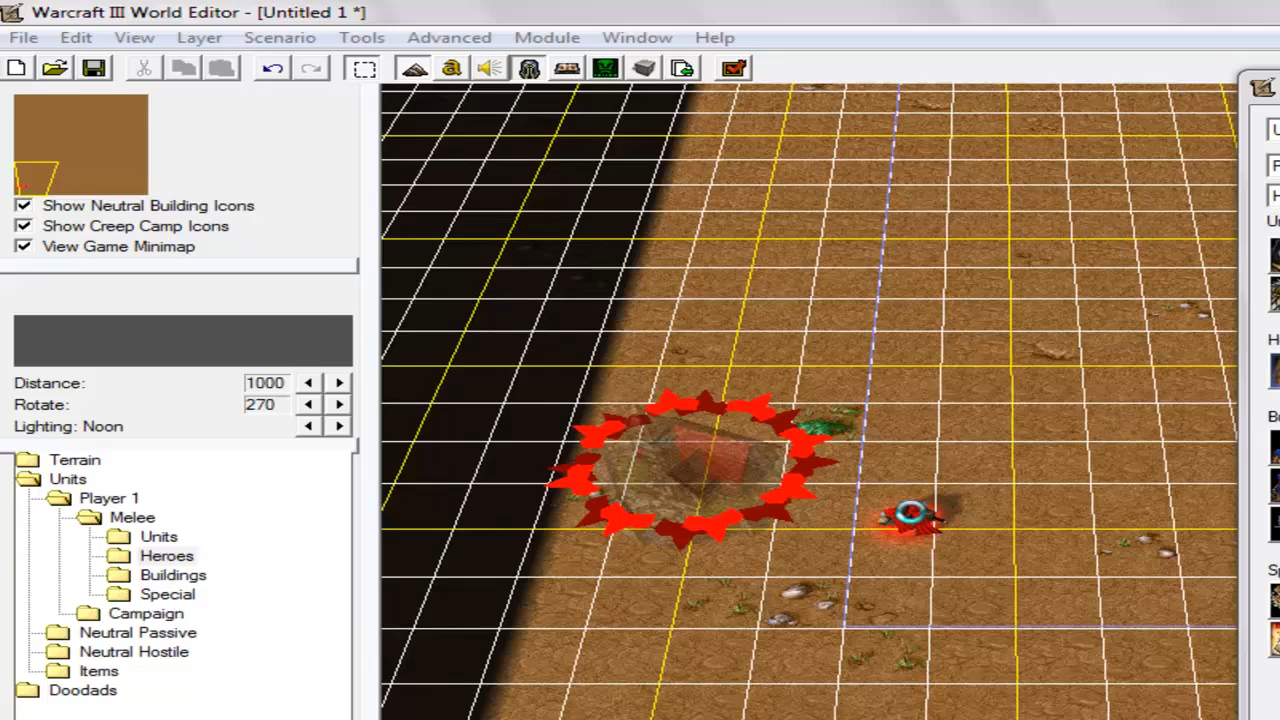 Warcraft III World Editor - [Untitled 1 *]
File Edit View Layer Scenario Tools Advanced Module Window Help
Show Neutral Building Icons
Show Creep Camp Icons
View Game Minimap
Distance: 1000
Rotate: 270
Lighting: Noon
Terrain
Units
Player 1
Melee
Units
Heroes
Buildings
Special
Campaign
Neutral Passive
Neutral Hostile
Items
Doodads